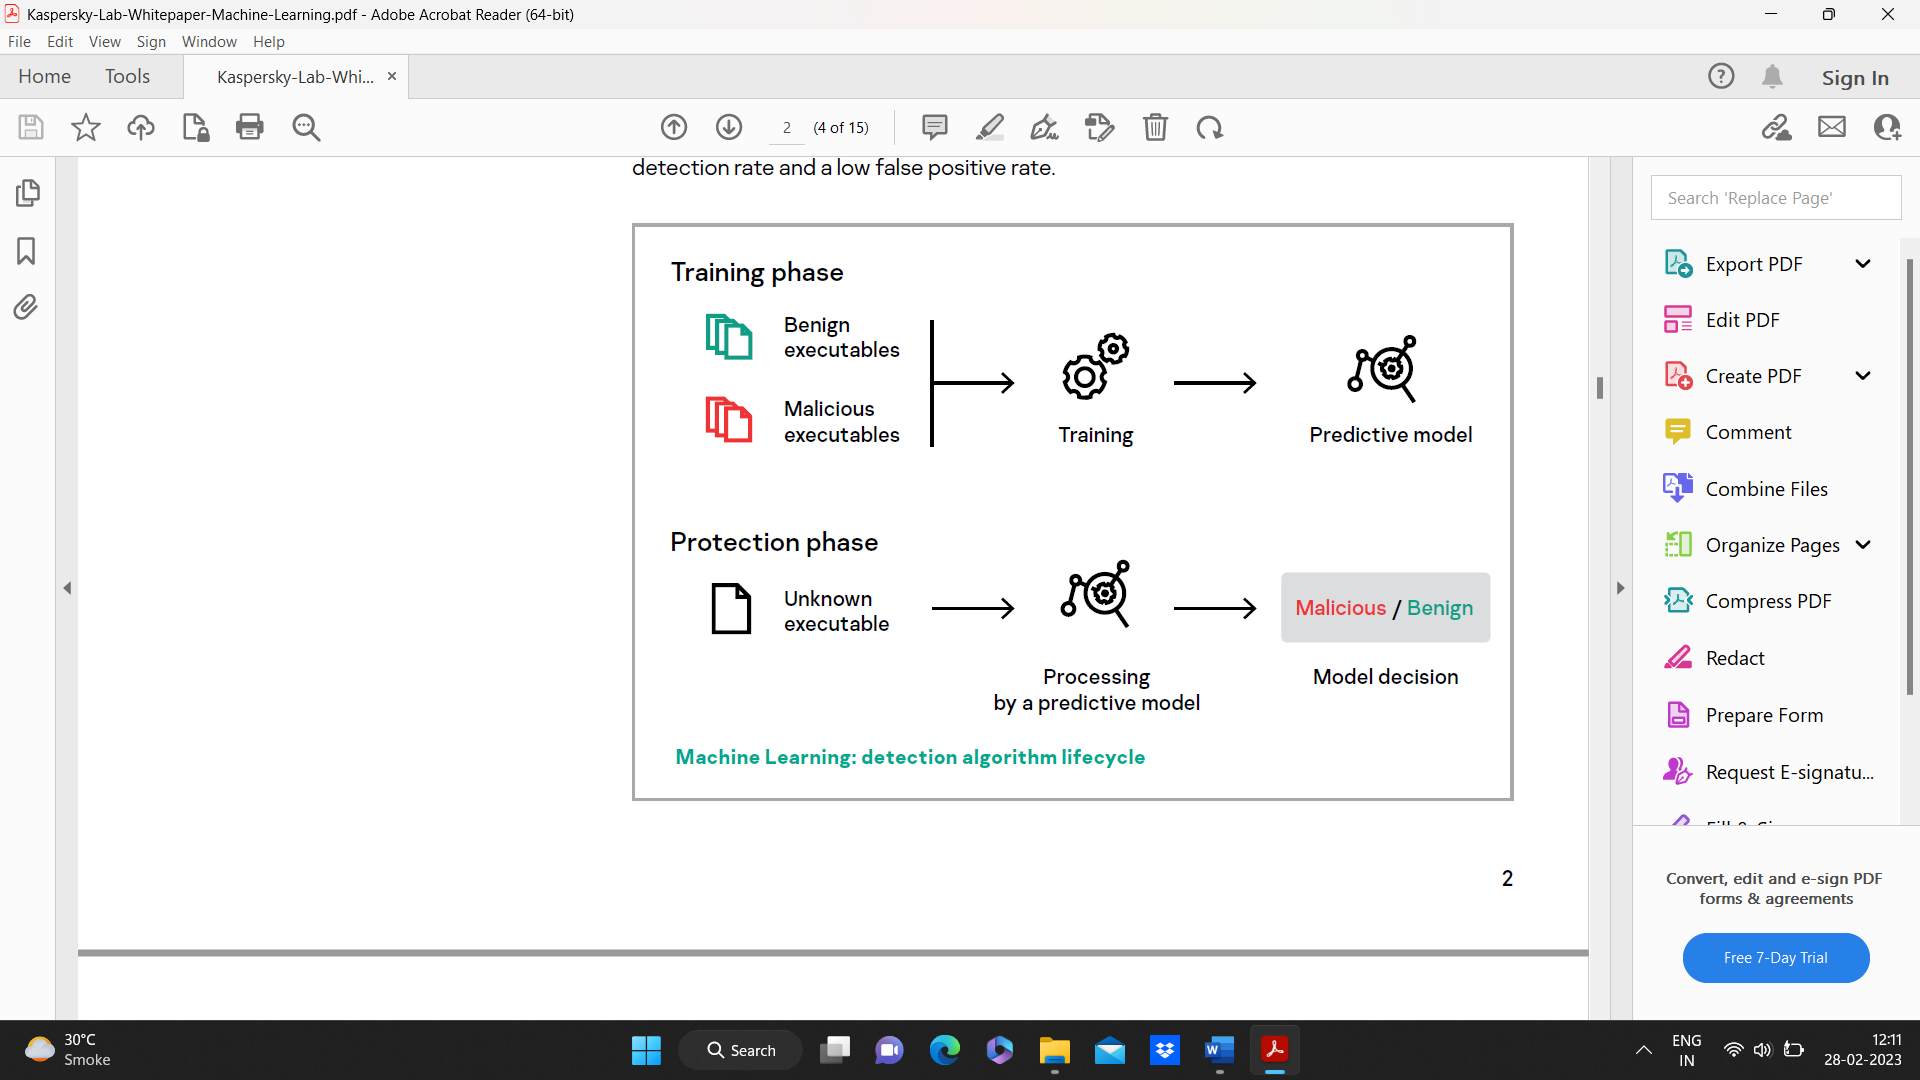 Kaspersky-Lab-Whitepaper-Machine-Learning.pdf - Adobe Acrobat Reader (64-bit)
File Edit View Sign Window Help
Home Tools Kaspersky-Lab-Whi... × Sign In
2 (4 of 15)
detection rate and a low false positive rate.
Training phase
Benign
executables
Malicious
executables
Training
Predictive model
Protection phase
Unknown
executable
Processing
by a predictive model
Malicious / Benign
Model decision
Machine Learning: detection algorithm lifecycle
2
Search 'Replace Page'
Export PDF
Edit PDF
Create PDF
Comment
Combine Files
Organize Pages
Compress PDF
Redact
Prepare Form
Request E-signatu...
Convert, edit and e-sign PDF
forms & agreements
Free 7-Day Trial
30°C
Smoke
Search
ENG
IN
12:11
28-02-2023